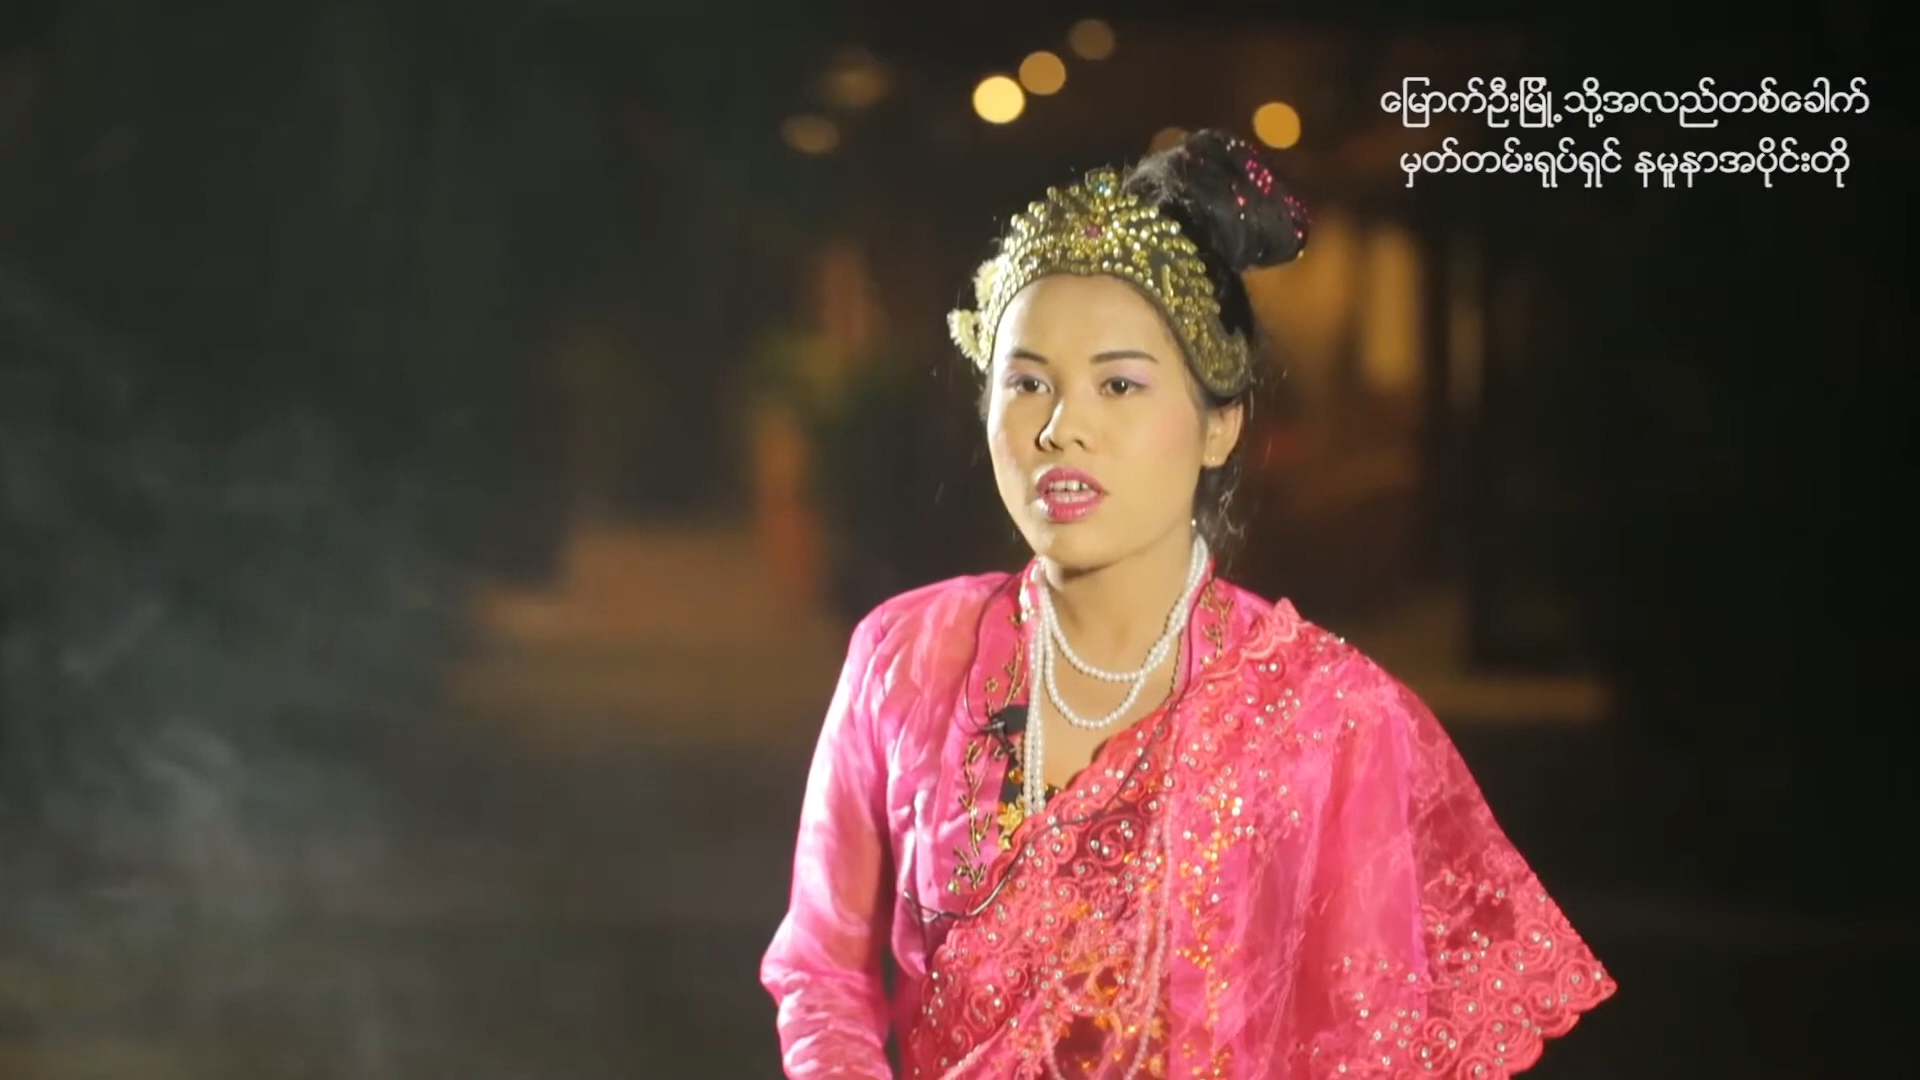 မြောက်ဦးမြို့သို့အလည်တစ်ခေါက်
မှတ်တမ်းရုပ်ရှင် နမူနာအပိုင်းတို